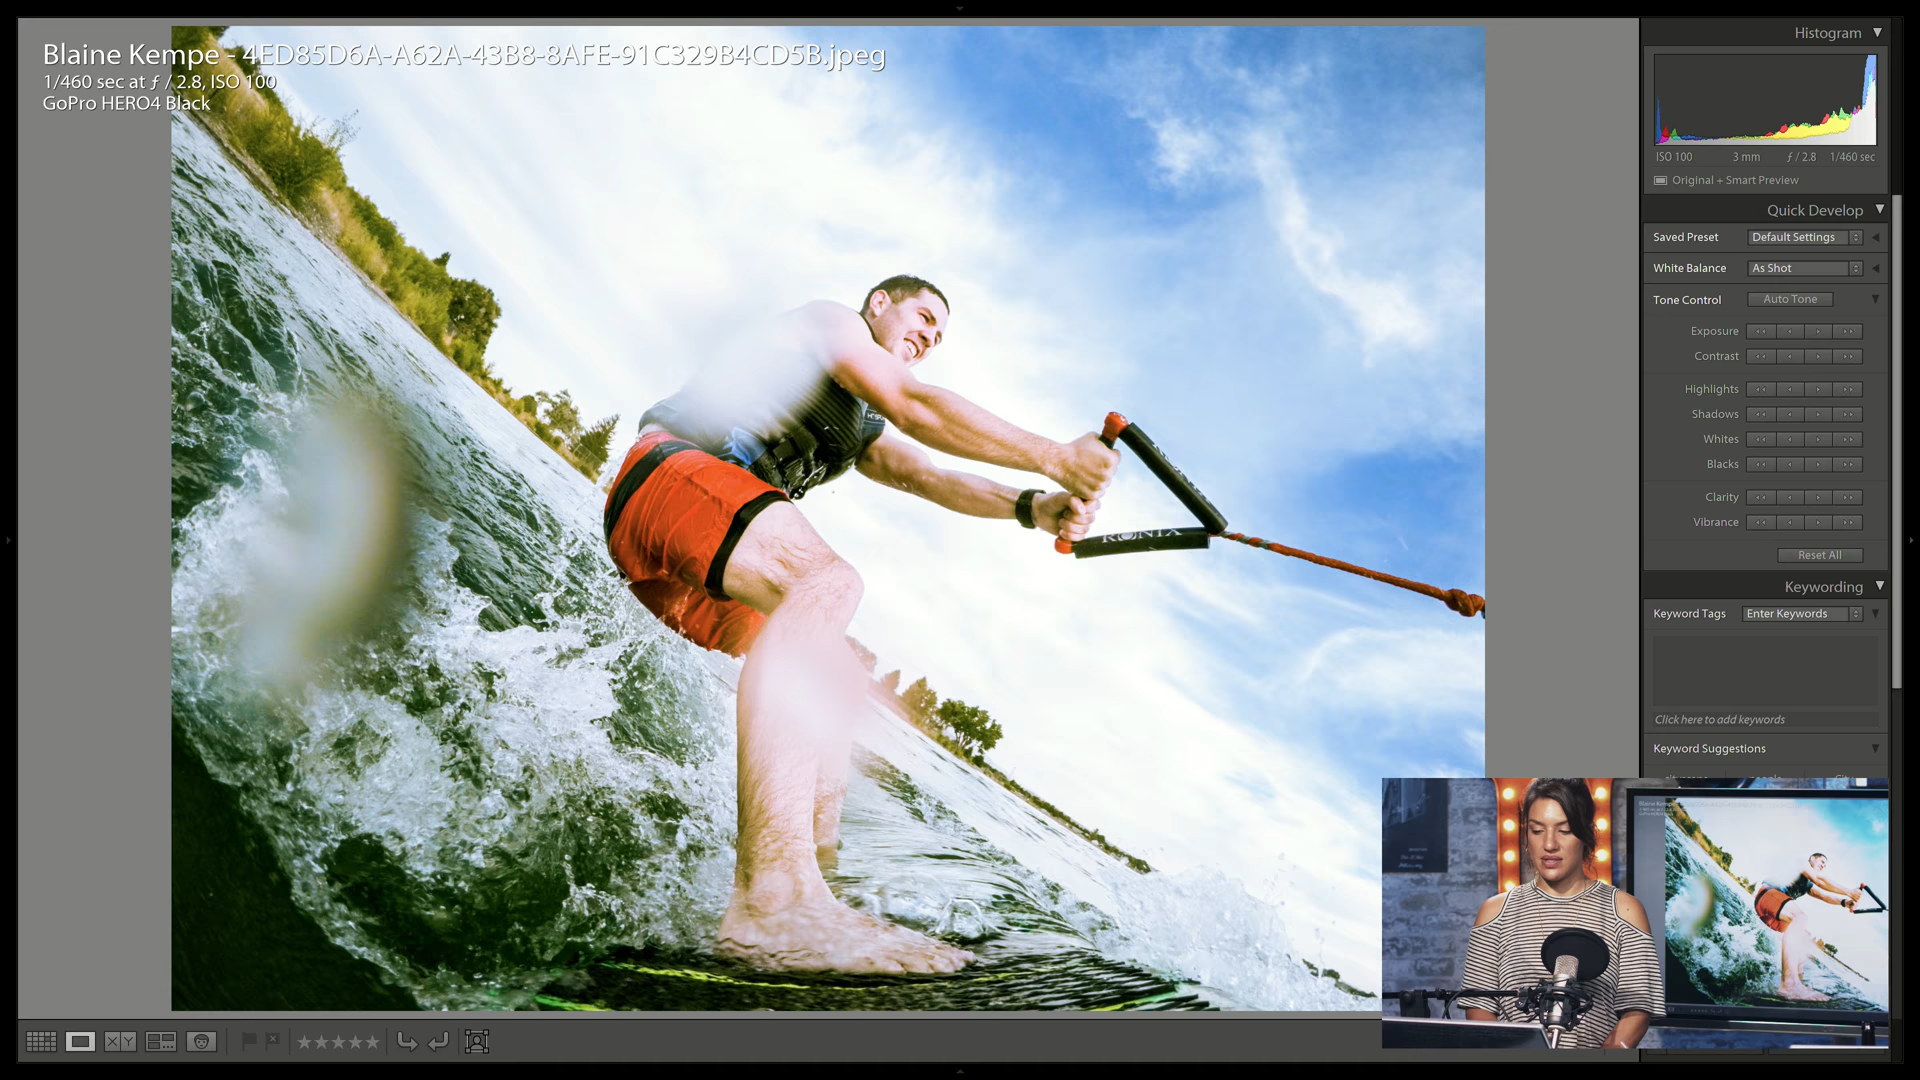 Blaine Kempe - 4ED85D6A-A62A-43B8-8AFE-91C329B4CD5B.jpeg
1/460 sec at ƒ / 2.8, ISO 100
GoPro HERO4 Black
RONIX
Histogram
ISO 100 3 mm ƒ / 2.8 1/460 sec
Original + Smart Preview
Quick Develop
Saved Preset Default Settings
White Balance As Shot
Tone Control Auto Tone
Exposure
Contrast
Highlights
Shadows
Whites
Blacks
Clarity
Vibrance
Reset All
Keywording
Keyword Tags Enter Keywords
Click here to add keywords
Keyword Suggestions
X Y